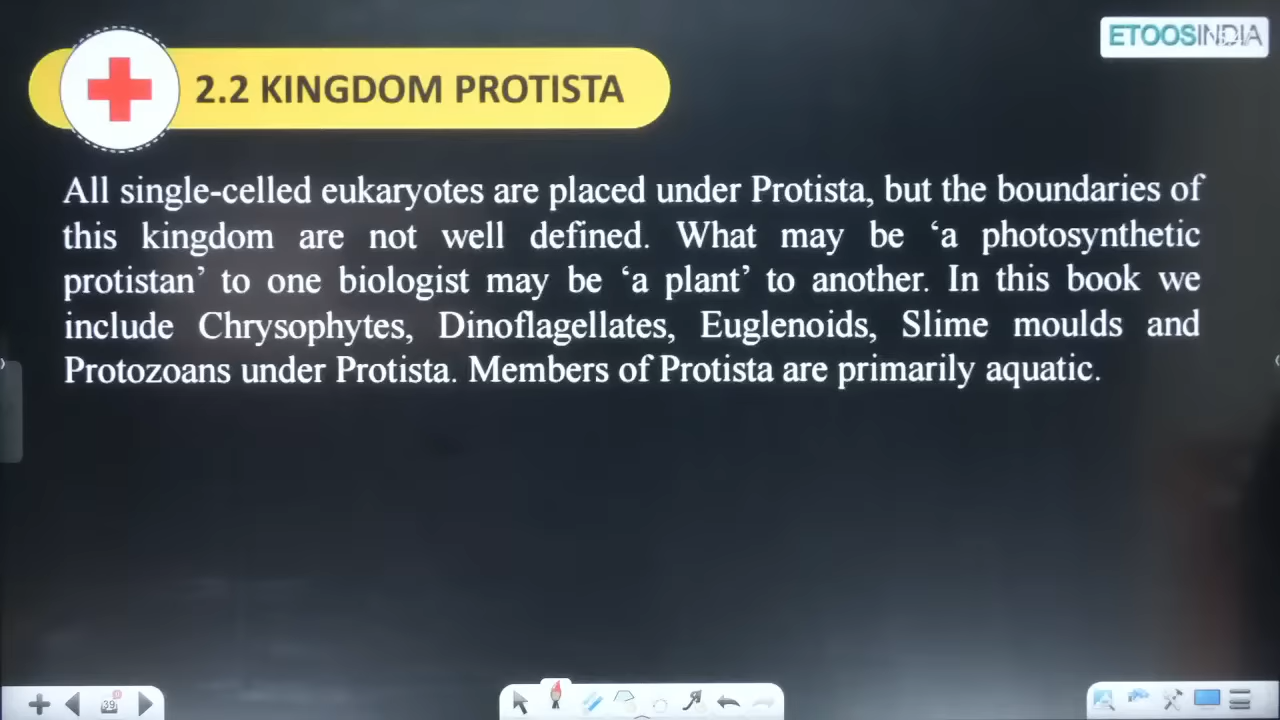 ETOOSINDIA
2.2 KINGDOM PROTISTA
All single-celled eukaryotes are placed under Protista, but the boundaries of
this kingdom are not well defined. What may be ‘a photosynthetic
protistan’ to one biologist may be ‘a plant’ to another. In this book we
include Chrysophytes, Dinoflagellates, Euglenoids, Slime moulds and
Protozoans under Protista. Members of Protista are primarily aquatic.
39